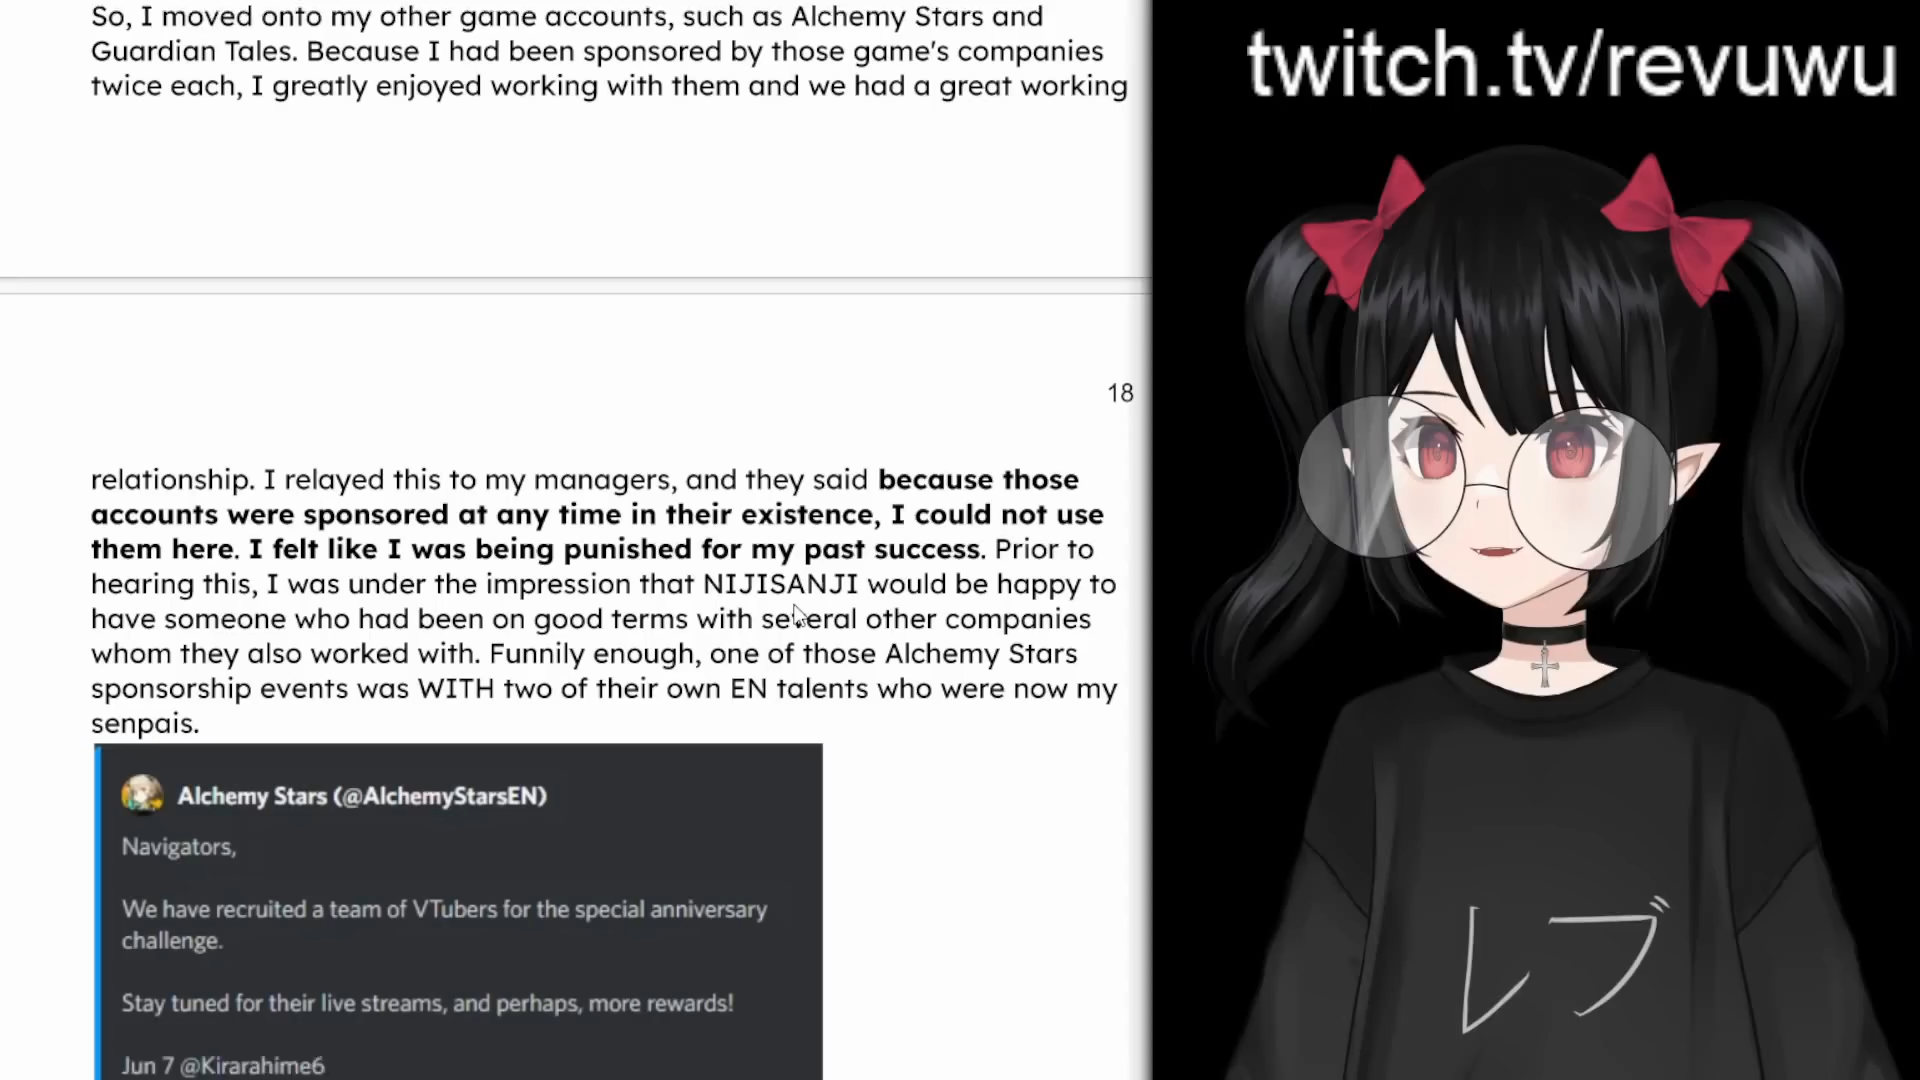 So, I moved onto my other game accounts, such as Alchemy Stars and
Guardian Tales. Because I had been sponsored by those game's companies
twice each, I greatly enjoyed working with them and we had a great working
twitch.tv/revuwu
18
relationship. I relayed this to my managers, and they said because those
accounts were sponsored at any time in their existence, I could not use
them here. I felt like I was being punished for my past success. Prior to
hearing this, I was under the impression that NIJISANJI would be happy to
have someone who had been on good terms with several other companies
whom they also worked with. Funnily enough, one of those Alchemy Stars
sponsorship events was WITH two of their own EN talents who were now my
senpais.
Alchemy Stars (@AlchemyStarsEN)
Navigators,
We have recruited a team of VTubers for the special anniversary
challenge.
Stay tuned for their live streams, and perhaps, more rewards!
Jun 7 @Kirarahime6
レブ